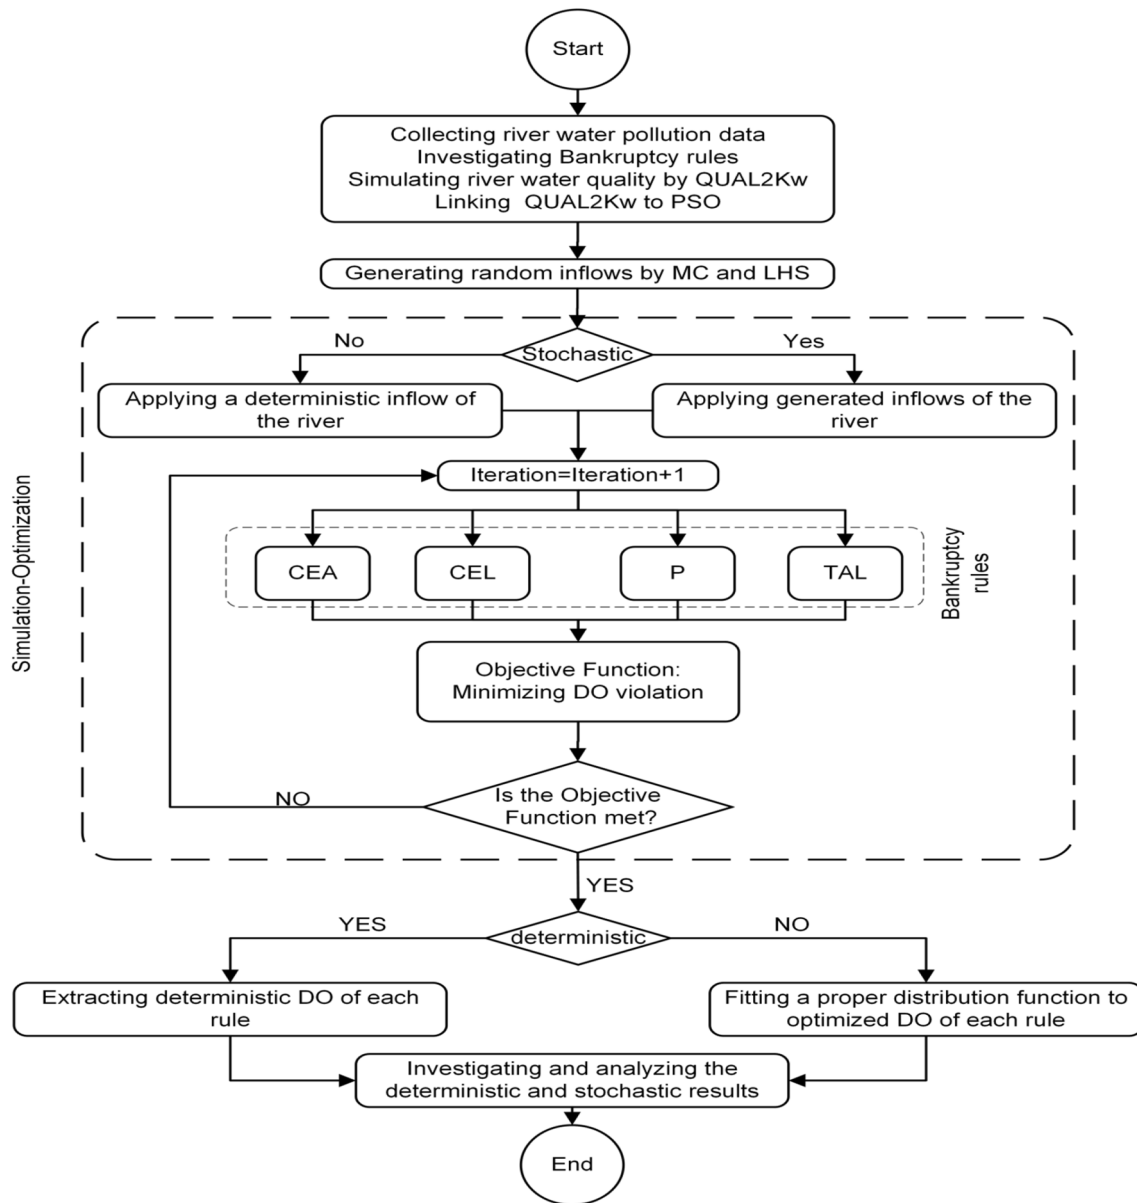 Start
Collecting river water pollution data
Investigating Bankruptcy rules
Simulating river water quality by QUAL2Kw
Linking QUAL2Kw to PSO
Generating random inflows by MC and LHS
Stochastic
No
Yes
Applying a deterministic inflow of
the river
Applying generated inflows of the
river
Iteration=Iteration+1
CEA
CEL
P
TAL
Bankruptcy
rules
Simulation-Optimization
Objective Function:
Minimizing DO violation
Is the Objective
Function met?
NO
YES
deterministic
YES
NO
Extracting deterministic DO of each
rule
Fitting a proper distribution function to
optimized DO of each rule
Investigating and analyzing the
deterministic and stochastic results
End